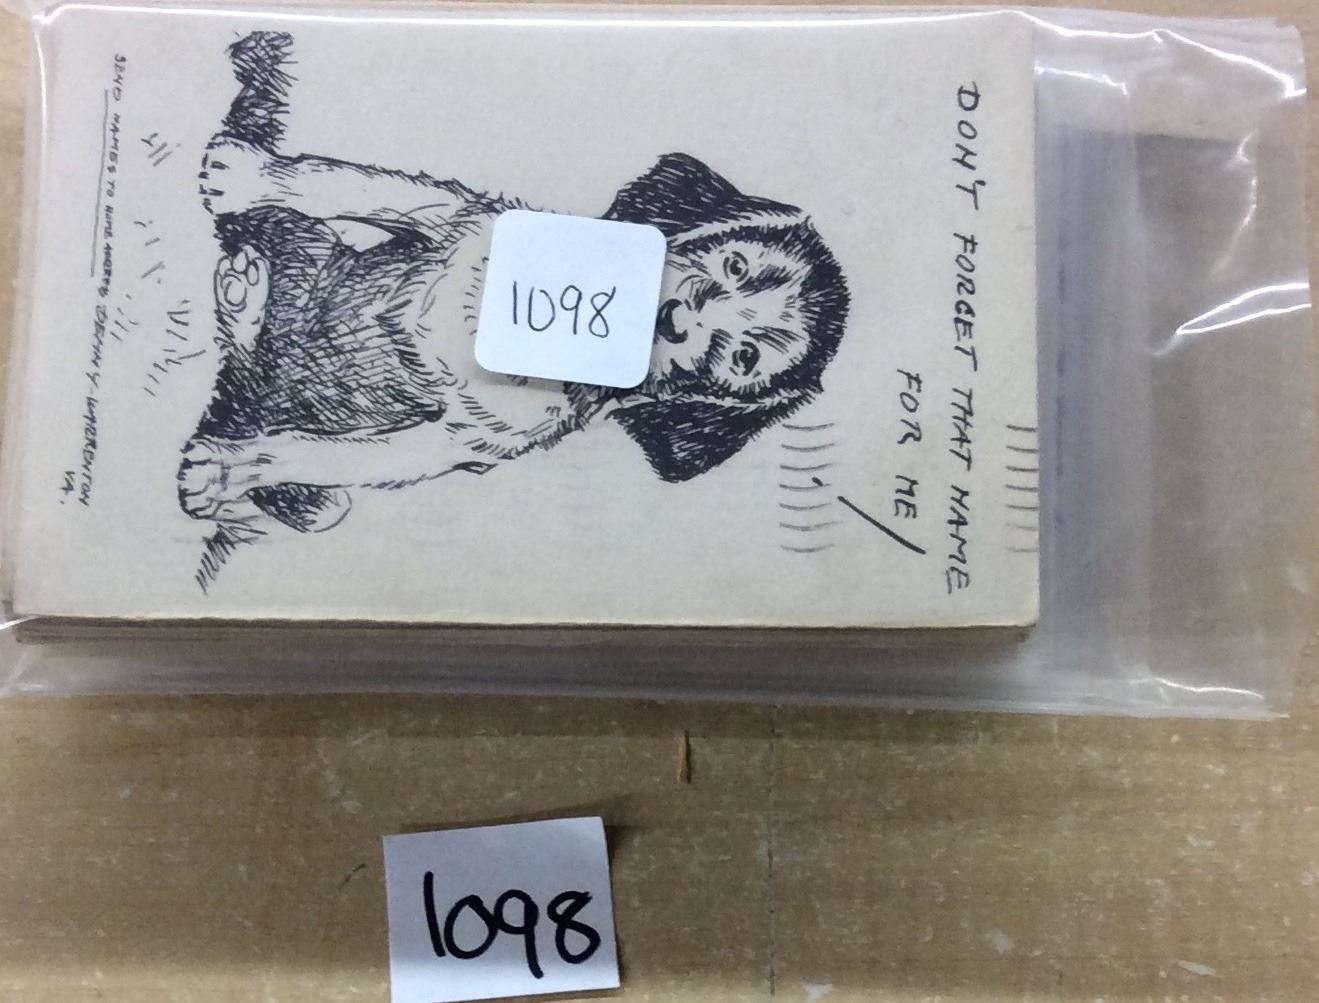 DON'T FORGET THAT NAME
FOR ME/
1098
SEND NAMES TO
WARRENTON
VA.
1098